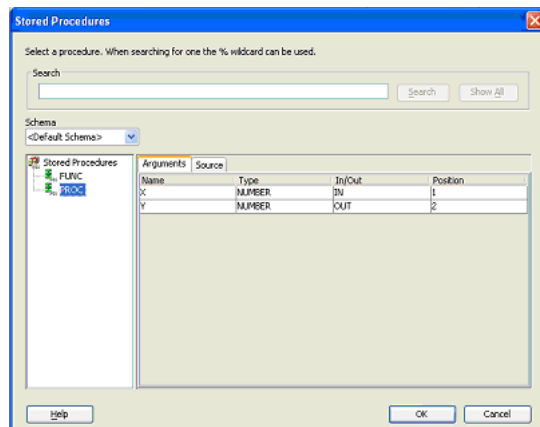 Stored Procedures
Select a procedure. When searching for one the % wildcard can be used.
Search
Search Show All
Schema
<Default Schema>
Stored Procedures
FUNC
PROC
Arguments Source
Name Type In/Out Position
X NUMBER IN 1
Y NUMBER OUT 2
Help OK Cancel